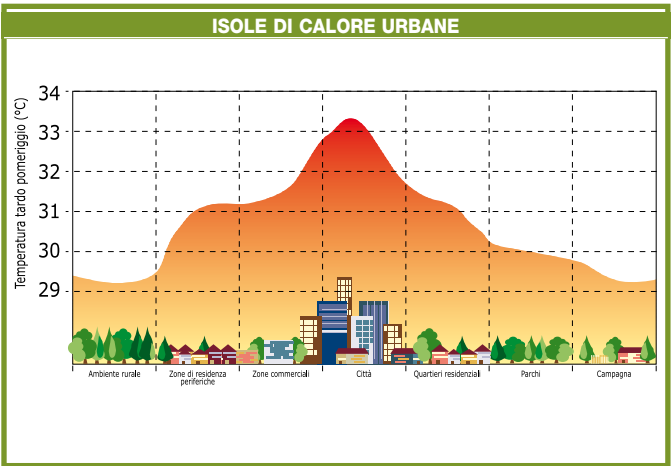 ISOLE DI CALORE URBANE
Temperatura tardo pomeriggio (°C)
34
33
32
31
30
29
Ambiente rurale
Zone di residenza
periferiche
Zone commerciali
Città
Quartieri residenziali
Parchi
Campagna